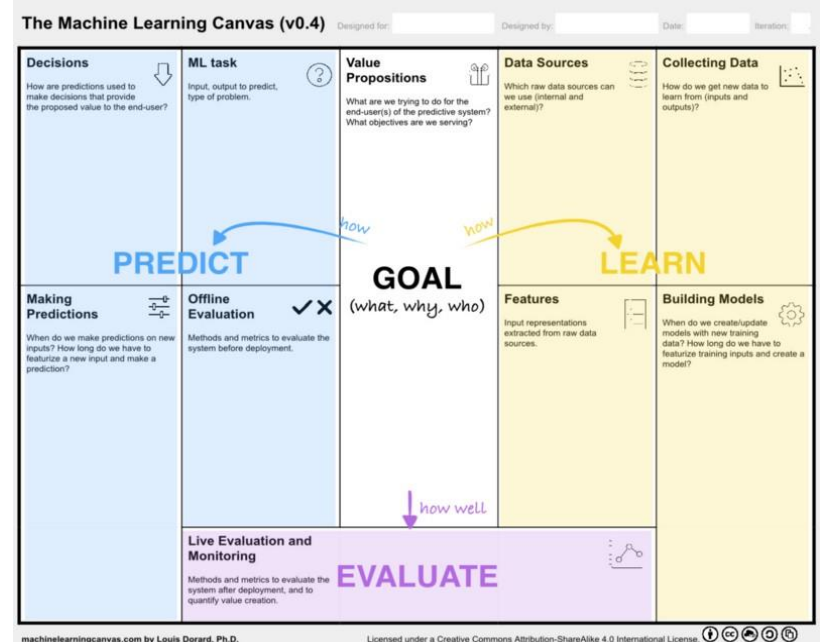 The Machine Learning Canvas (v0.4)
Designed for:
Designed by:
Date:
Iteration:
Decisions
How are predictions used to
make decisions that provide
the proposed value to the end-user?
ML task
Input, output to predict,
type of problem.
Value
Propositions
What are we trying to do for the
end-user(s) of the predictive system?
What objectives are we serving?
Data Sources
Which raw data sources can
we use (internal and
external)?
Collecting Data
How do we get new data to
learn from (inputs and
outputs)?
how
how
PREDICT
GOAL
(what, why, who)
LEARN
Making
Predictions
When do we make predictions on new
inputs? How long do we have to
featurize a new input and make a
prediction?
Offline
Evaluation
Methods and metrics to evaluate the
system before deployment.
Features
Input representations
extracted from raw data
sources.
Building Models
When do we create/update
models with new training
data? How long do we have to
featurize training inputs and create a
model?
how well
Live Evaluation and
Monitoring
Methods and metrics to evaluate the
system after deployment, and to
quantify value creation.
EVALUATE
machinelearningcanvas.com by Louis Dorard, Ph.D.
Licensed under a Creative Commons Attribution-ShareAlike 4.0 International License.